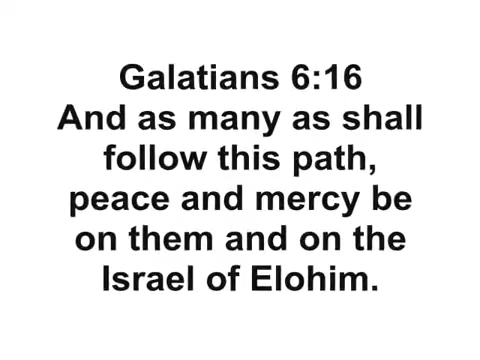 Galatians 6:16
And as many as shall
follow this path,
peace and mercy be
on them and on the
Israel of Elohim.